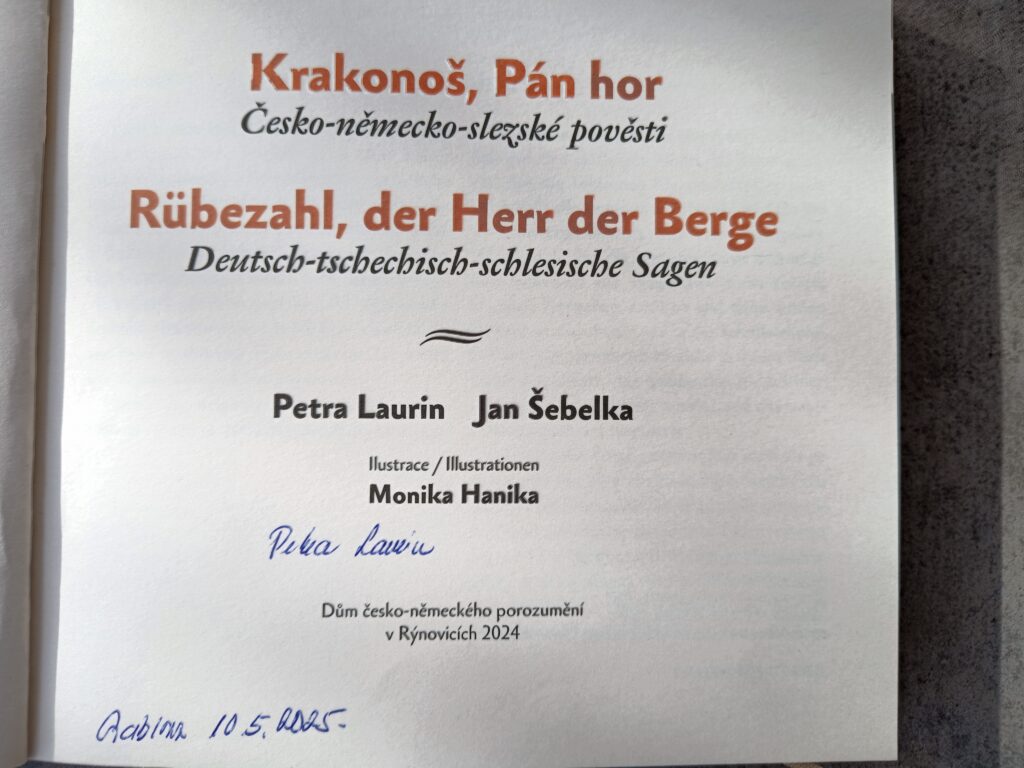 Krakonoš, Pán hor
Česko-německo-slezské pověsti
Rübezahl, der Herr der Berge
Deutsch-tschechisch-schlesische Sagen
Petra Laurin Jan Šebelka
Ilustrace / Illustrationen
Monika Hanika
Petra Laurin
Dům česko-německého porozumění
v Rýnovicích 2024
10.5.2025